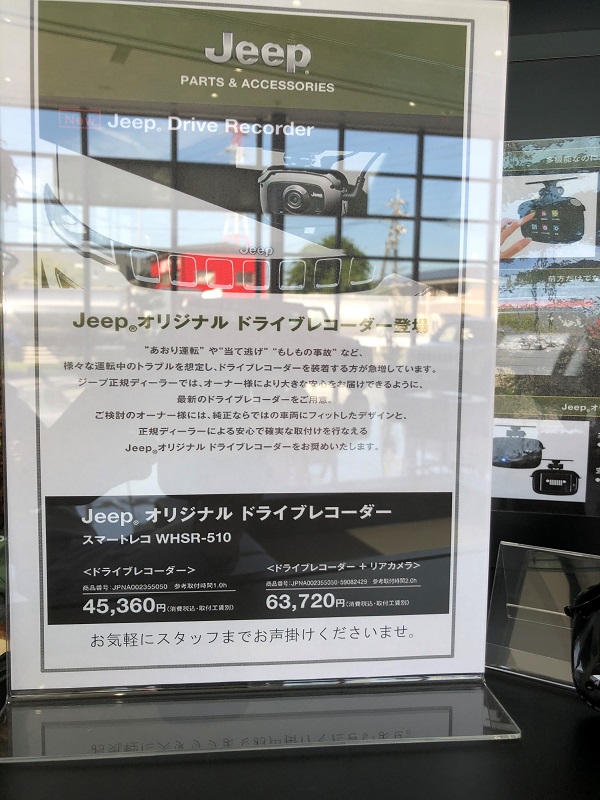 Jeep®
PARTS & ACCESSORIES
New Jeep® Drive Recorder
Jeep
Jeep
Jeep®オリジナル ドライブレコーダー登場
"あおり運転" や "当て逃げ" "もしもの事故" など、
様々な運転中のトラブルを想定し、ドライブレコーダーを装着する方が急増しています。
ジープ正規ディーラーでは、オーナー様により大きな安心をお届けできるように、
最新のドライブレコーダーをご用意。
ご検討のオーナー様には、純正ならではの車両にフィットしたデザインと、
正規ディーラーによる安心で確実な取付けを行なえる
Jeep®オリジナル ドライブレコーダーをお奨めいたします。
Jeep® オリジナル ドライブレコーダー
スマートレコ WHSR-510
<ドライブレコーダー>
商品番号：JPNA002355050 参考取付時間1.0h
45,360円(消費税込・取付工賃別)
<ドライブレコーダー + リアカメラ>
商品番号：JPNA002355050・59082429 参考取付時間2.0h
63,720円(消費税込・取付工賃別)
お気軽にスタッフまでお声掛けくださいませ。
多機能なのに
前方だけでな
Jeep®オ